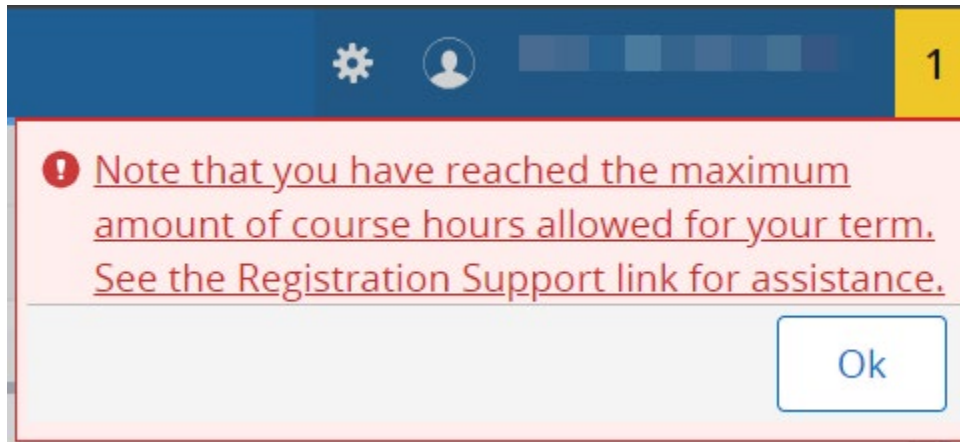 1
Note that you have reached the maximum
amount of course hours allowed for your term.
See the Registration Support link for assistance.
Ok